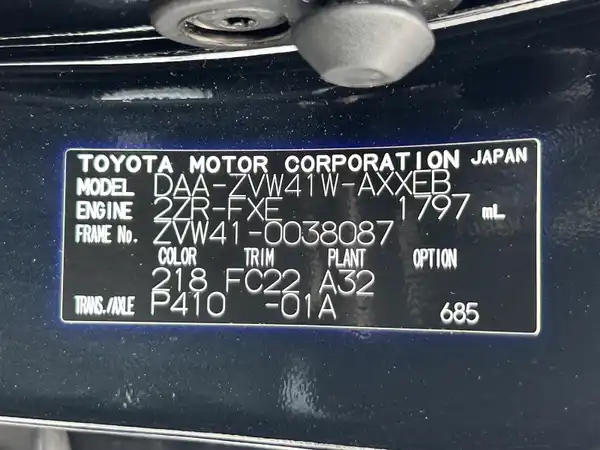 TOYOTA MOTOR CORPORATION JAPAN
MODEL DAA-ZVW41W-AXXEB
ENGINE 2ZR-FXE 1797 mL
FRAME No. ZVW41-0038087
COLOR TRIM PLANT OPTION
218 FC22 A32
TRANS./AXLE P410 -01A 685